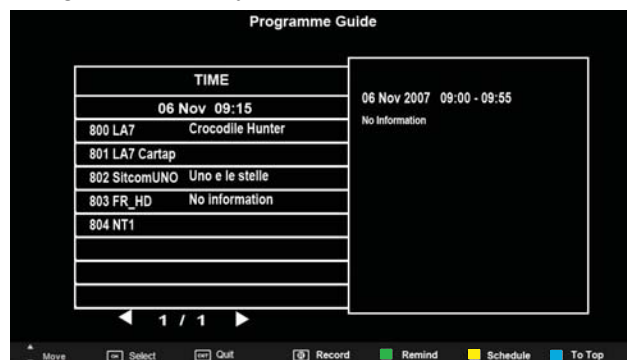 Programme Guide
TIME
06 Nov 09:15
800 LA7 Crocodile Hunter
801 LA7 Cartap
802 SitcomUNO Uno e le stelle
803 FR_HD No information
804 NT1
1 / 1
06 Nov 2007 09:00 - 09:55
No Information
Move OK Select EXIT Quit Record Remind Schedule To Top